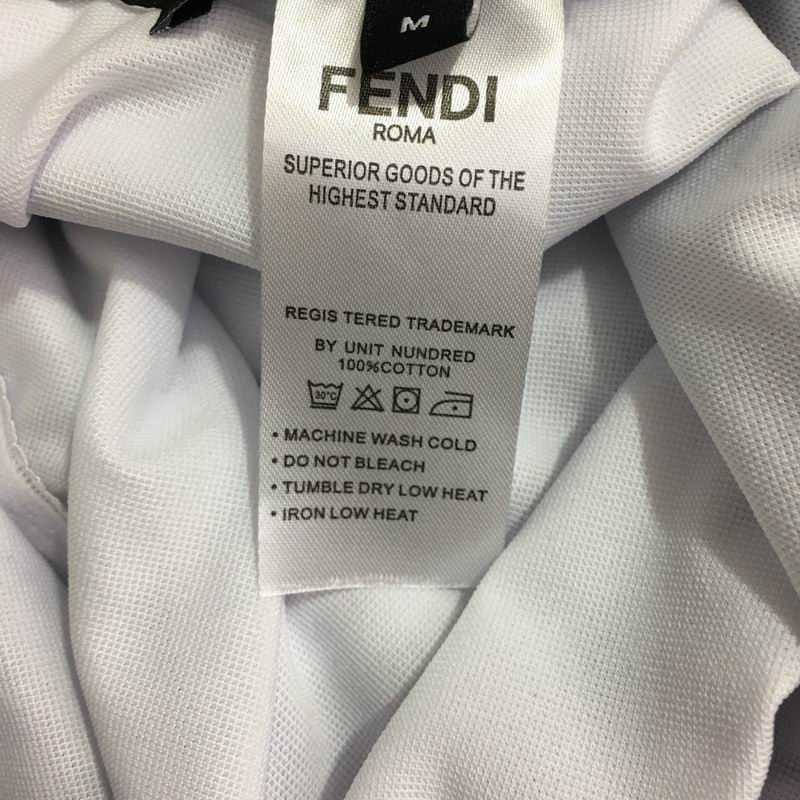 M
FENDI
ROMA
SUPERIOR GOODS OF THE
HIGHEST STANDARD
REGIS TERED TRADEMARK
BY UNIT NUNDRED
100%COTTON
30°C
• MACHINE WASH COLD
• DO NOT BLEACH
• TUMBLE DRY LOW HEAT
• IRON LOW HEAT